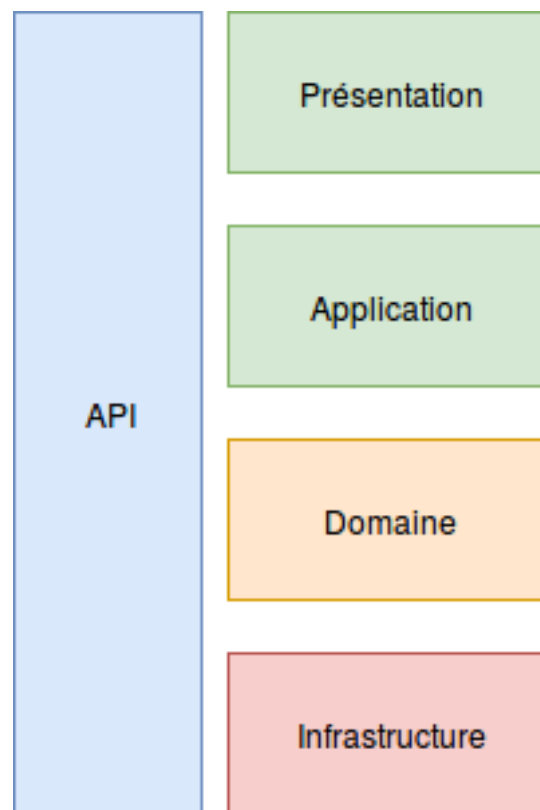 Présentation
Application
API
Domaine
Infrastructure